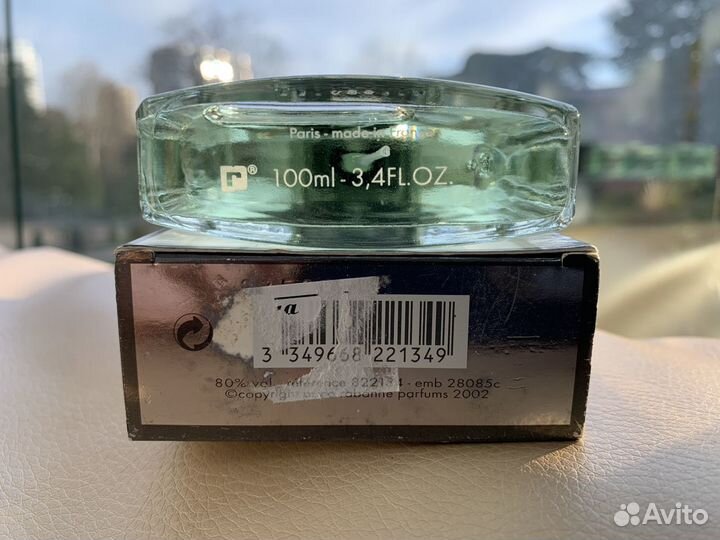 Paris - made in France
® 100ml - 3,4FL.OZ.
3 349668 221349
80% vol - référence 822134 - emb 28085c
©copyright paco rabanne parfums 2002
Avito